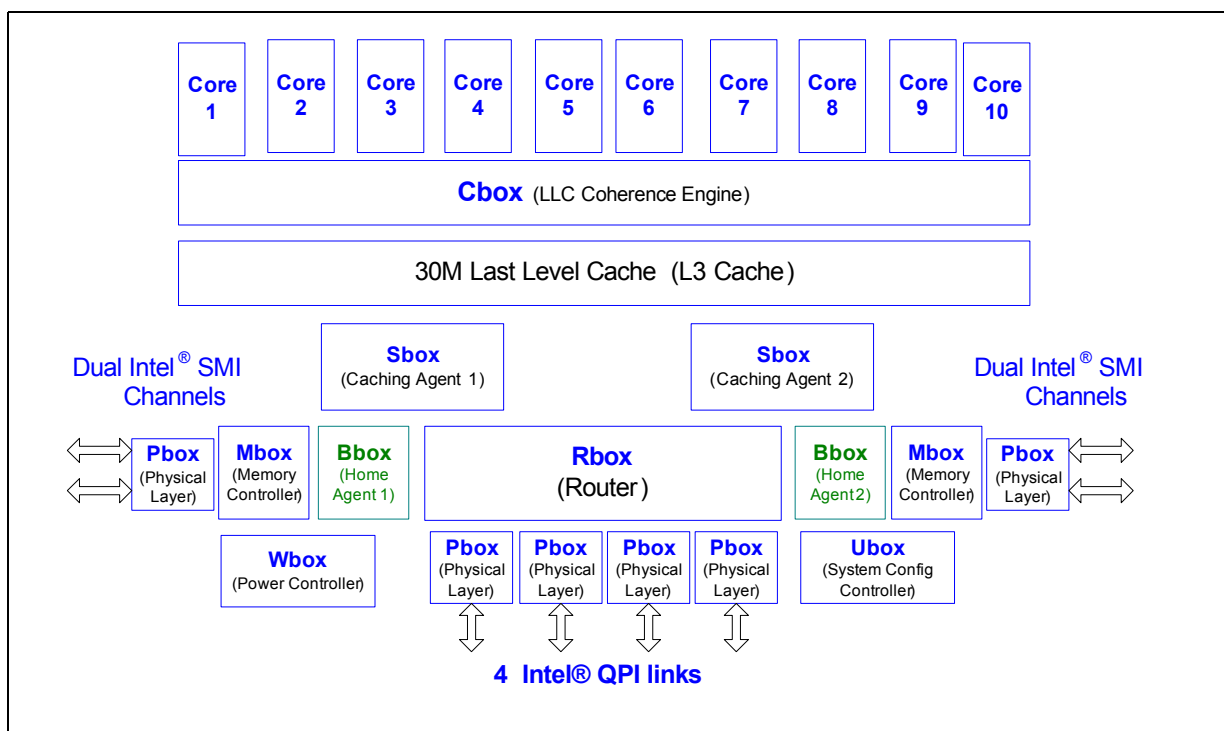 Core 1
Core 2
Core 3
Core 4
Core 5
Core 6
Core 7
Core 8
Core 9
Core 10
Cbox (LLC Coherence Engine)
30M Last Level Cache (L3 Cache)
Sbox
(Caching Agent 1)
Sbox
(Caching Agent 2)
Dual Intel® SMI
Channels
Dual Intel® SMI
Channels
Pbox
(Physical
Layer)
Mbox
(Memory
Controller)
Bbox
(Home
Agent 1)
Rbox
(Router)
Bbox
(Home
Agent 2)
Mbox
(Memory
Controller)
Pbox
(Physical
Layer)
Wbox
(Power Controller)
Pbox
(Physical
Layer)
Pbox
(Physical
Layer)
Pbox
(Physical
Layer)
Pbox
(Physical
Layer)
Ubox
(System Config
Controller)
4 Intel® QPI links